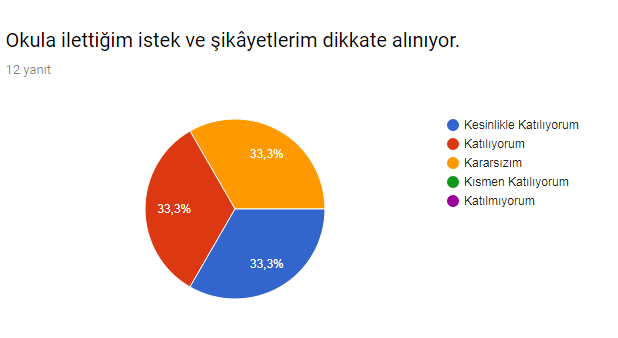 Okula ilettiğim istek ve şikâyetlerim dikkate alınıyor.
12 yanıt
Kesinlikle Katılıyorum
Katılıyorum
Kararsızım
Kısmen Katılıyorum
Katılmıyorum
33,3%
33,3%
33,3%